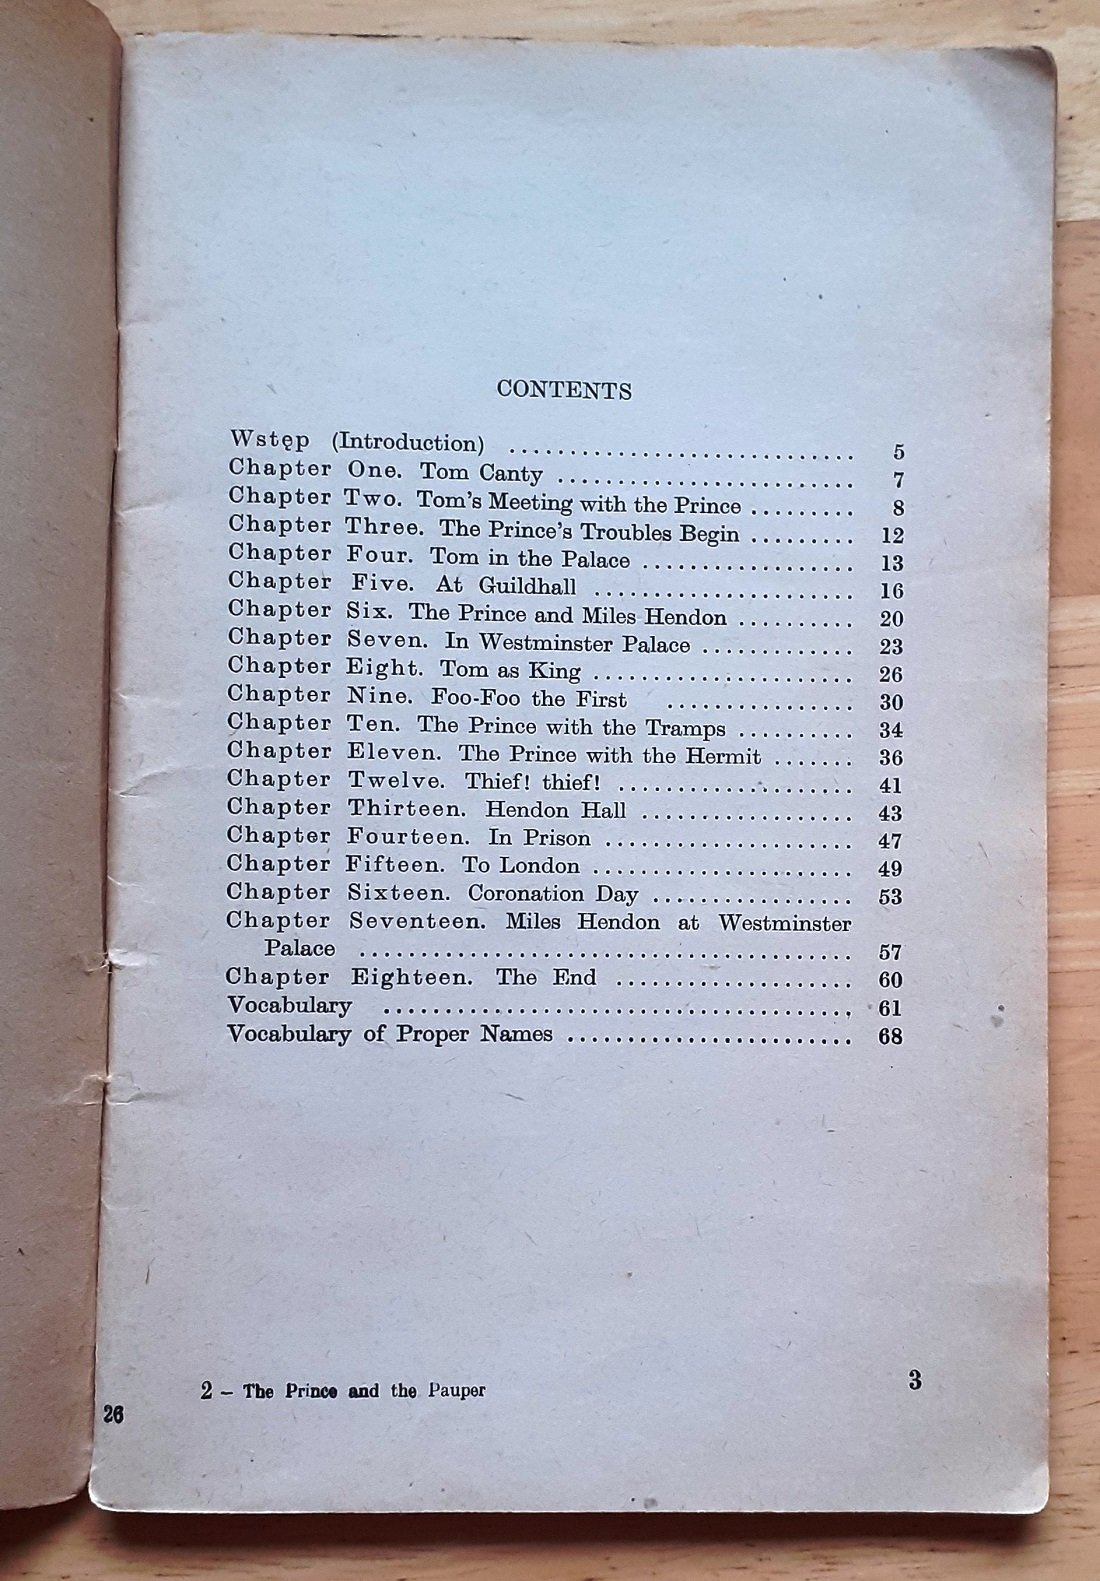 CONTENTS
Wstęp (Introduction) ............................. 5
Chapter One. Tom Canty ......................... 7
Chapter Two. Tom's Meeting with the Prince ......... 8
Chapter Three. The Prince's Troubles Begin ......... 12
Chapter Four. Tom in the Palace .................. 13
Chapter Five. At Guildhall ...................... 16
Chapter Six. The Prince and Miles Hendon .......... 20
Chapter Seven. In Westminster Palace ............. 23
Chapter Eight. Tom as King ...................... 26
Chapter Nine. Foo-Foo the First ................ 30
Chapter Ten. The Prince with the Tramps .......... 34
Chapter Eleven. The Prince with the Hermit ....... 36
Chapter Twelve. Thief! thief! .................... 41
Chapter Thirteen. Hendon Hall .................. 43
Chapter Fourteen. In Prison ..................... 47
Chapter Fifteen. To London ...................... 49
Chapter Sixteen. Coronation Day ................. 53
Chapter Seventeen. Miles Hendon at Westminster
Palace .......................................... 57
Chapter Eighteen. The End .................... 60
Vocabulary ....................................... 61
Vocabulary of Proper Names ........................ 68
2 – The Prince and the Pauper 3
26